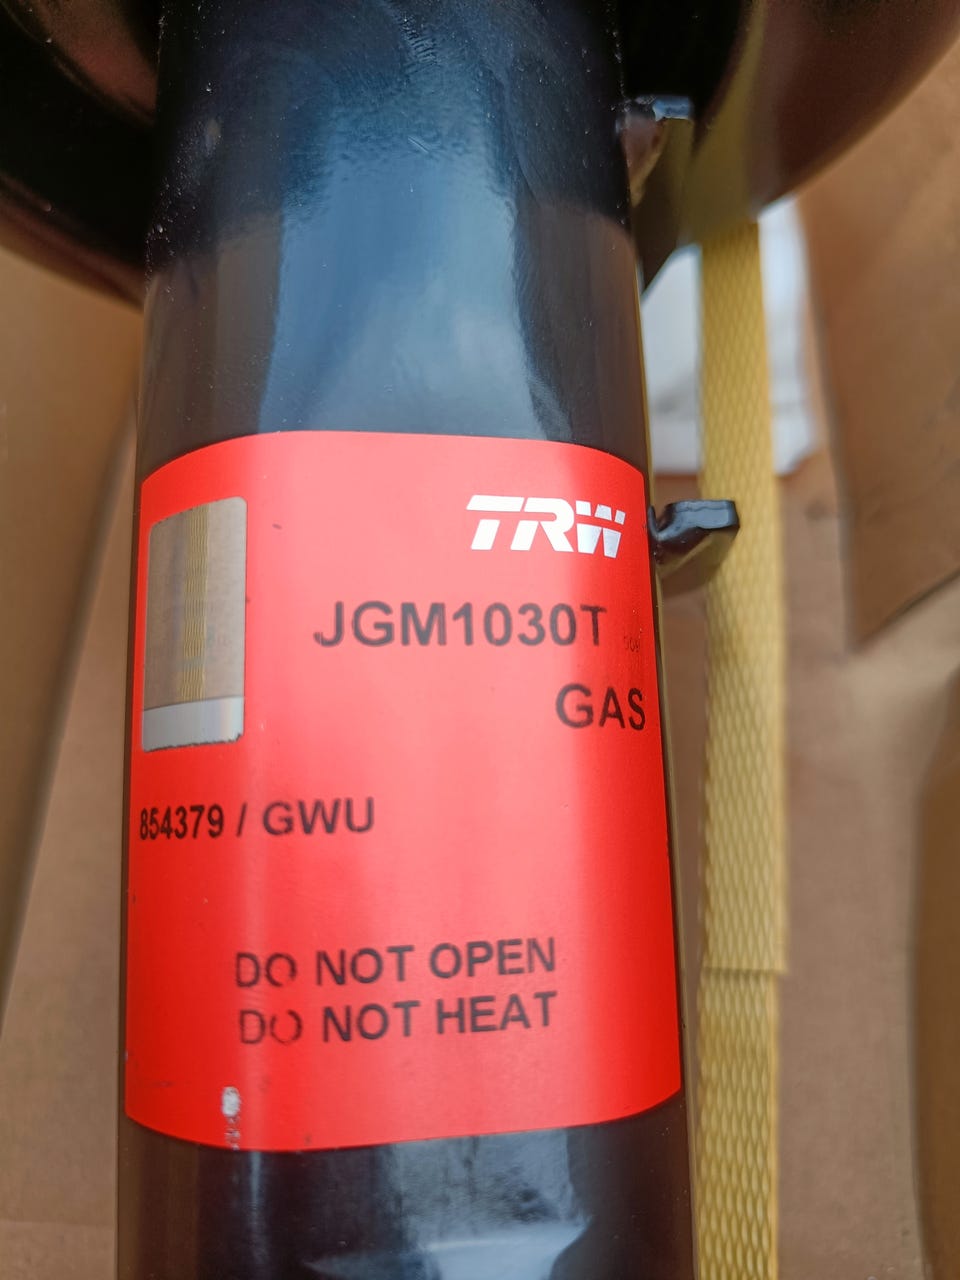 TRW
JGM1030T
GAS
854379 / GWU
DO NOT OPEN
DO NOT HEAT